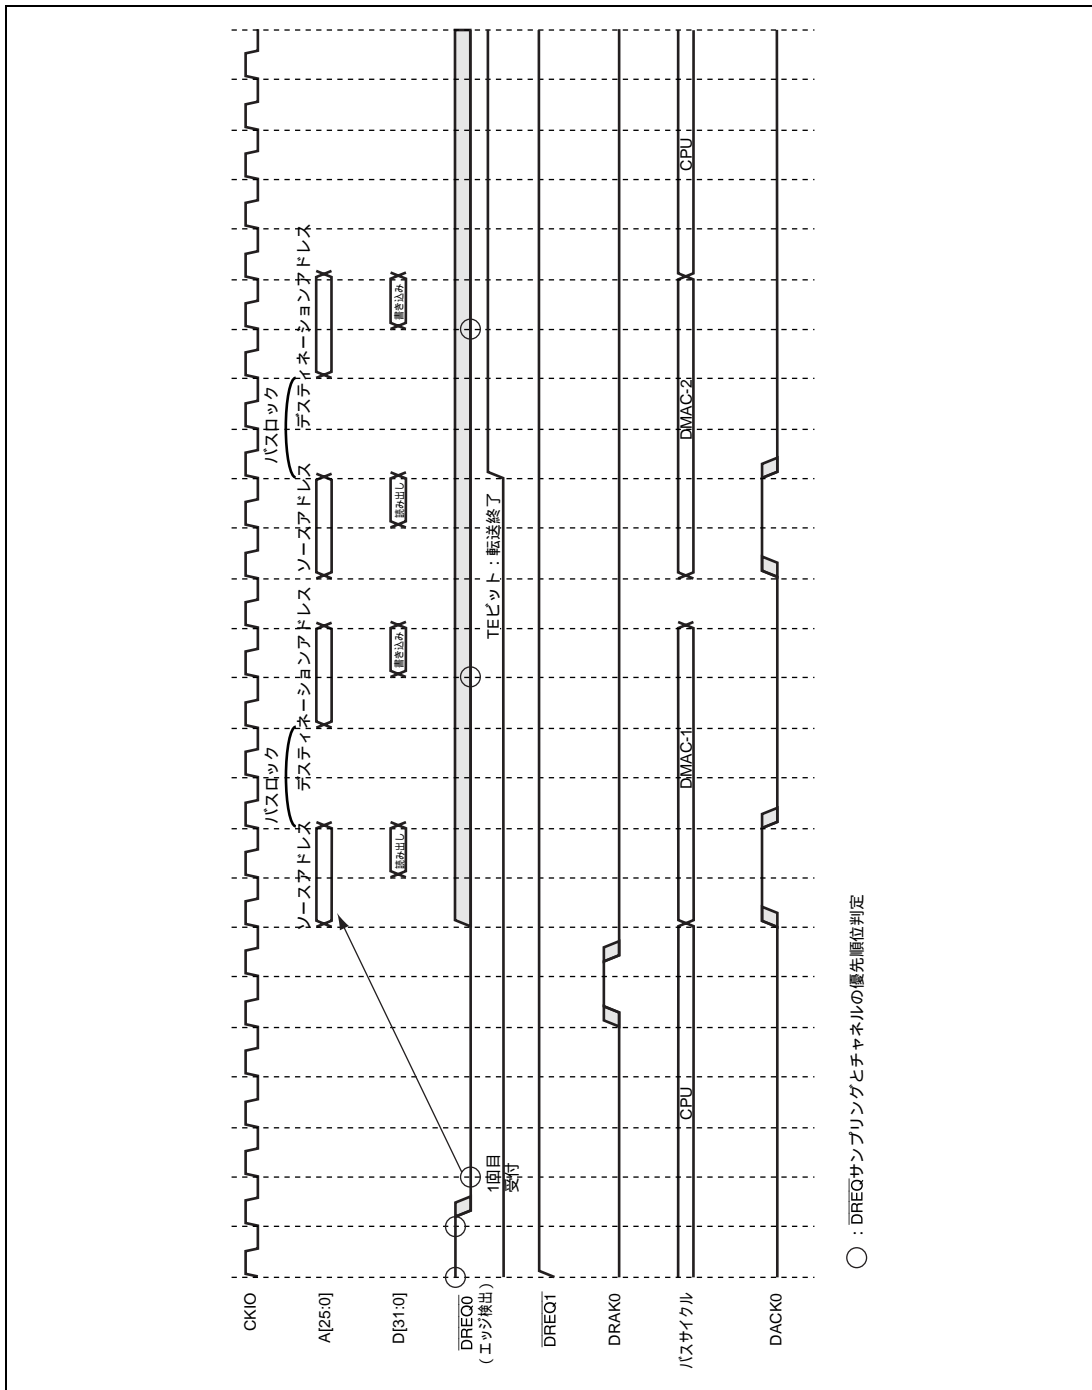 CKIO
A[25:0]
ソースアドレス
バスロック
デスティネーションアドレス
ソースアドレス
バスロック
デスティネーションアドレス
D[31:0]
読み出し
書き込み
読み出し
書き込み
DREQ0
(エッジ検出)
1回目
受付
TEビット:転送終了
DREQ1
DRAK0
バスサイクル
CPU
DMAC-1
DMAC-2
CPU
DACK0
○ : DREQサンプリングとチャネルの優先順位判定